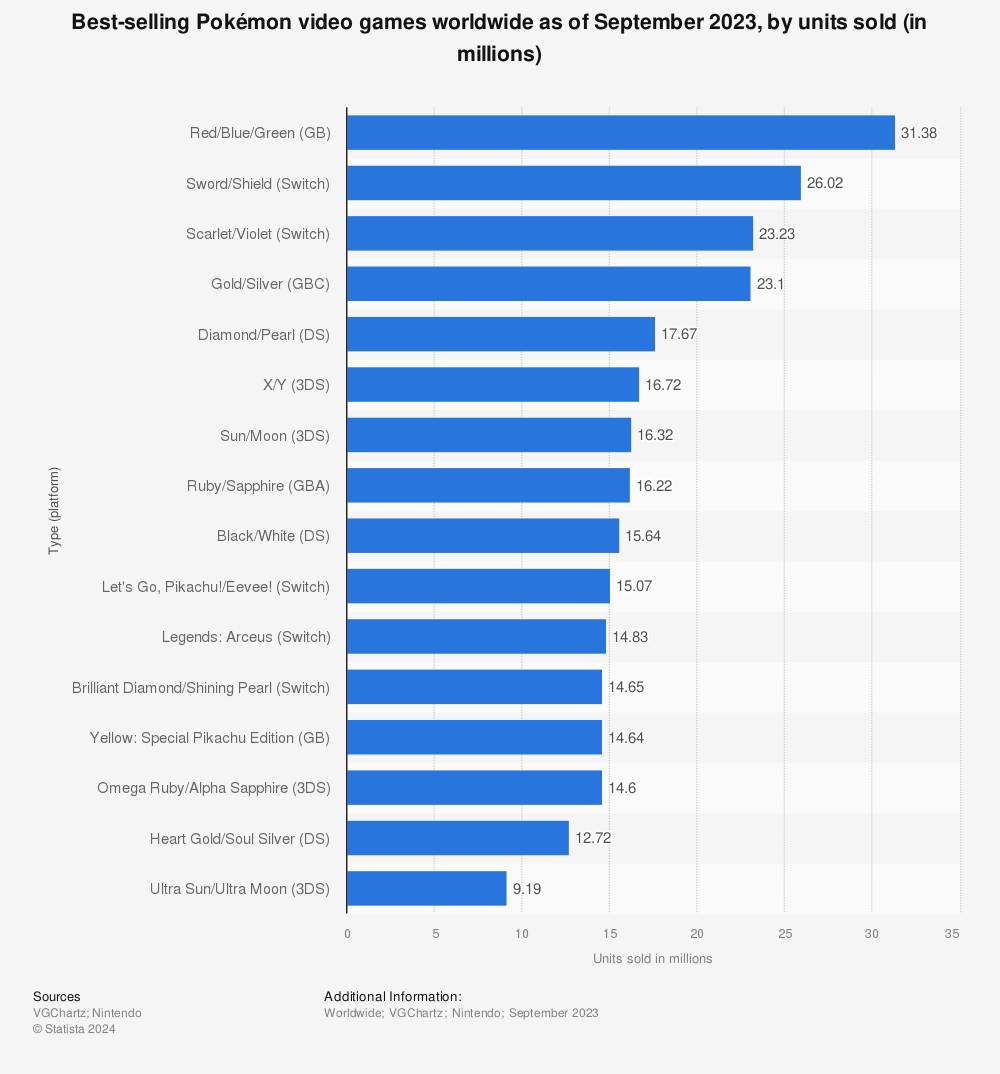 Best-selling Pokémon video games worldwide as of September 2023, by units sold (in
millions)
Red/Blue/Green (GB) 31.38
Sword/Shield (Switch) 26.02
Scarlet/Violet (Switch) 23.23
Gold/Silver (GBC) 23.1
Diamond/Pearl (DS) 17.67
X/Y (3DS) 16.72
Sun/Moon (3DS) 16.32
Ruby/Sapphire (GBA) 16.22
Black/White (DS) 15.64
Let's Go, Pikachu!/Eevee! (Switch) 15.07
Legends: Arceus (Switch) 14.83
Brilliant Diamond/Shining Pearl (Switch) 14.65
Yellow: Special Pikachu Edition (GB) 14.64
Omega Ruby/Alpha Sapphire (3DS) 14.6
Heart Gold/Soul Silver (DS) 12.72
Ultra Sun/Ultra Moon (3DS) 9.19
Type (platform)
0 5 10 15 20 25 30 35
Units sold in millions
Sources
VGChartz; Nintendo
© Statista 2024
Additional Information:
Worldwide; VGChartz; Nintendo; September 2023